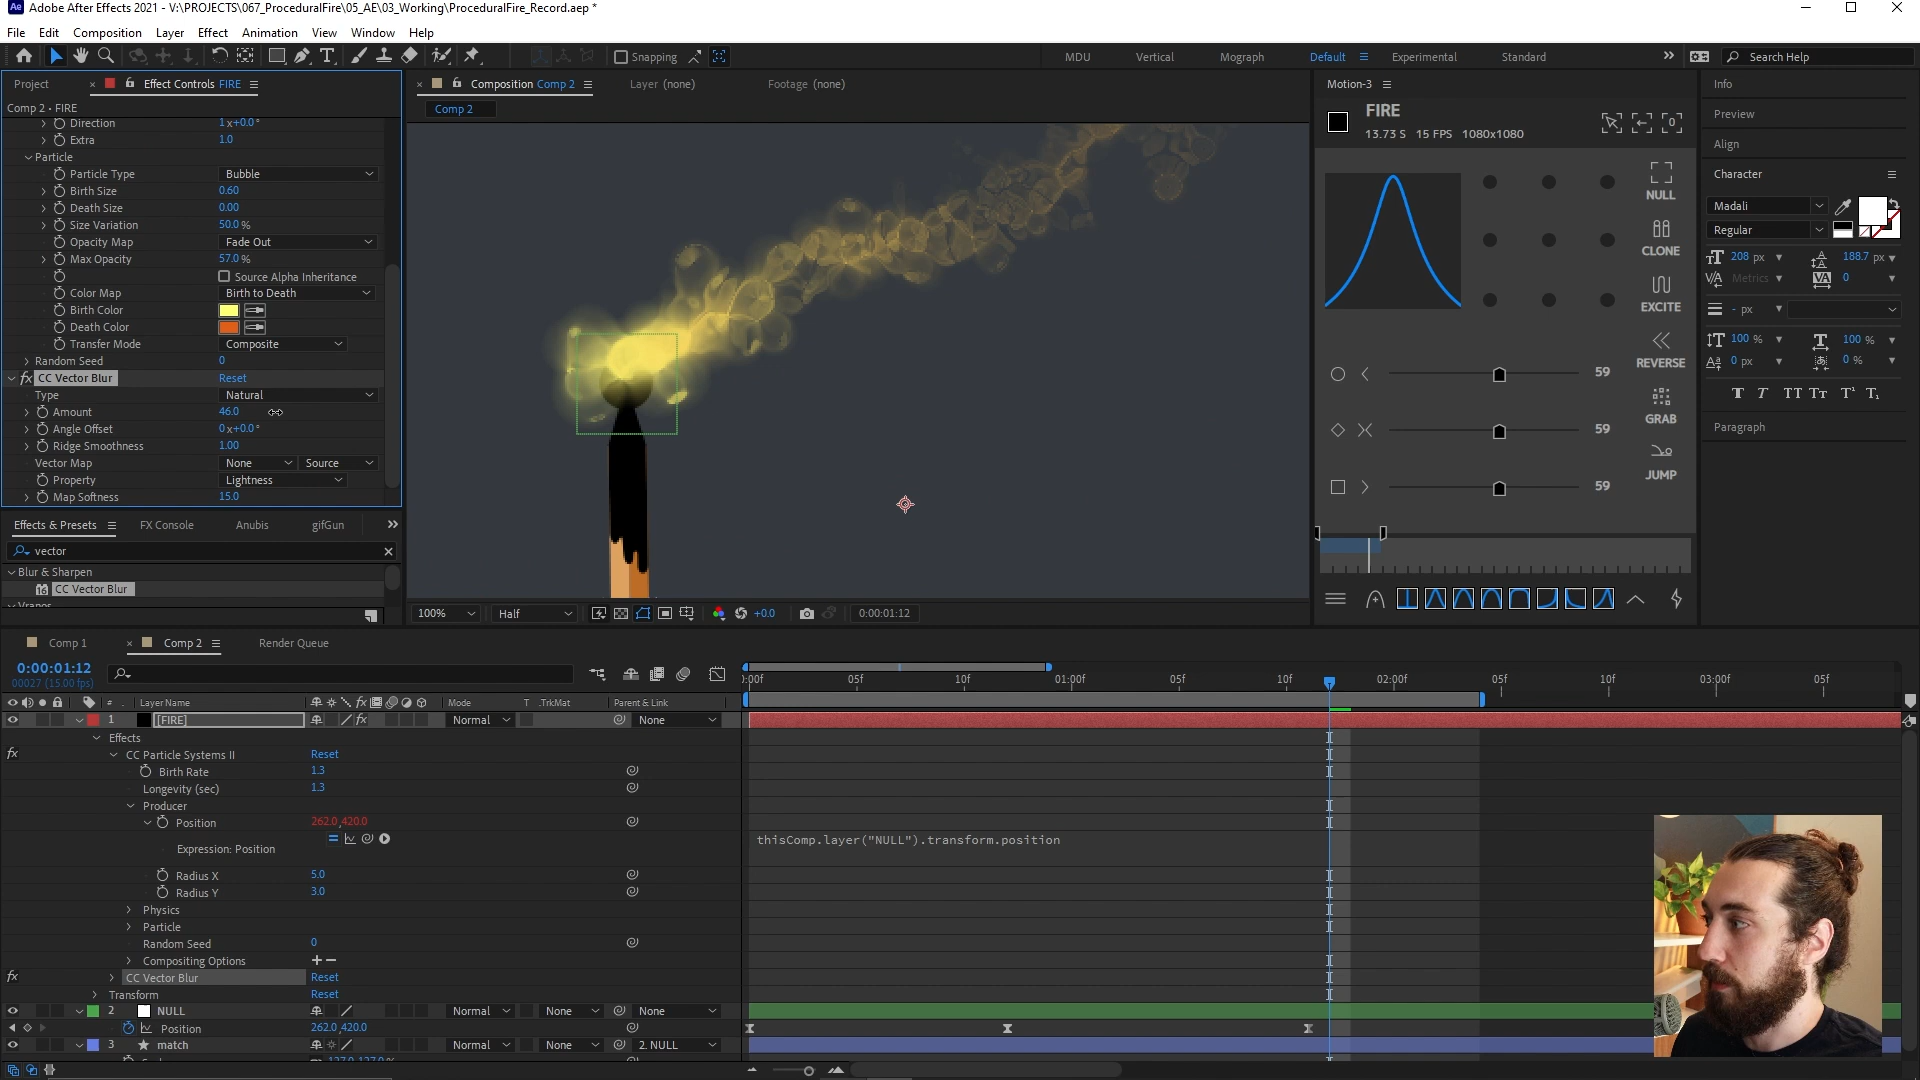 Ae Adobe After Effects 2021 - V:\PROJECTS\067_ProceduralFire\05_AE\03_Working\ProceduralFire_Record.aep *
File Edit Composition Layer Effect Animation View Window Help
Snapping MDU Vertical Mograph Default Experimental Standard Search Help
Project Effect Controls FIRE
Comp 2 • FIRE
Direction 1x+0.0°
Extra 1.0
Particle
Particle Type Bubble
Birth Size 0.60
Death Size 0.00
Size Variation 50.0 %
Opacity Map Fade Out
Max Opacity 57.0 %
Source Alpha Inheritance
Color Map Birth to Death
Birth Color
Death Color
Transfer Mode Composite
Random Seed 0
fx CC Vector Blur Reset
Type Natural
Amount 46.0
Angle Offset 0x+0.0°
Ridge Smoothness 1.00
Vector Map None Source
Property Lightness
Map Softness 15.0
Effects & Presets FX Console Anubis gifGun
vector
Blur & Sharpen
CC Vector Blur
Composition Comp 2 Layer (none) Footage (none)
Comp 2
100% Half +0.0 0:00:01:12
Motion-3
FIRE
13.73 S 15 FPS 1080x1080
NULL
CLONE
EXCITE
REVERSE
GRAB
JUMP
59
59
59
Info
Preview
Align
Character
Madali
Regular
208 px 188.7 px
Metrics 0
- px
100 % 100 %
0 px 0 %
T T TT Tt T¹ T₁
Paragraph
Comp 1 Comp 2 Render Queue
0:00:01:12
00027 (15.00 fps)
# Layer Name Mode T .TrkMat Parent & Link
:00f 05f 10f 01:00f 05f 10f 02:00f 05f 10f 03:00f 05f
1 [FIRE] Normal None
Effects
fx CC Particle Systems II Reset
Birth Rate 1.3
Longevity (sec) 1.3
Producer
Position 262.0,420.0
Expression: Position thisComp.layer("NULL").transform.position
Radius X 5.0
Radius Y 3.0
Physics
Particle
Random Seed 0
Compositing Options
fx CC Vector Blur Reset
Transform Reset
2 NULL Normal None None
Position 262.0,420.0
3 match Normal None 2. NULL